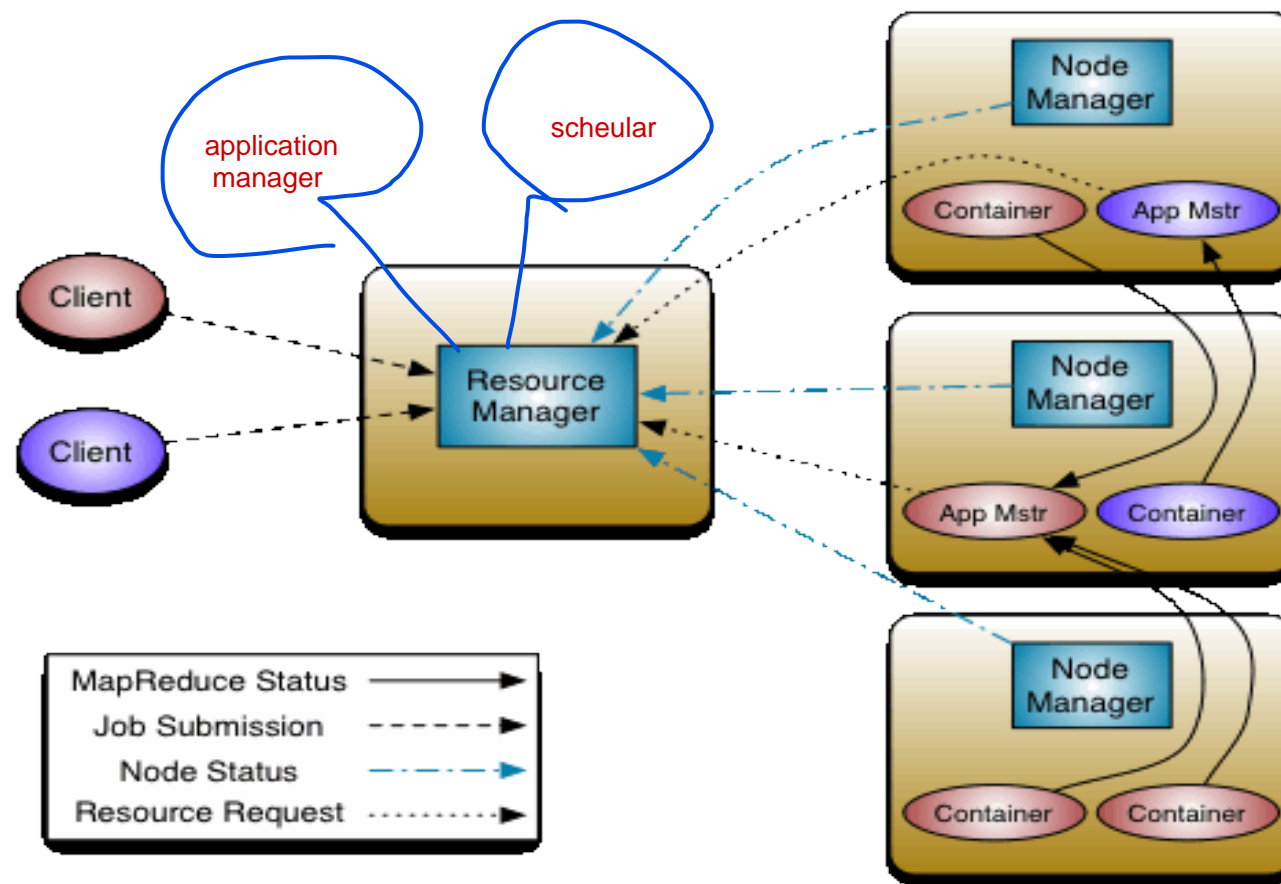 application
manager
scheular
Client
Client
Resource
Manager
Node
Manager
Container
App Mstr
Node
Manager
App Mstr
Container
Node
Manager
Container
Container
MapReduce Status
Job Submission
Node Status
Resource Request